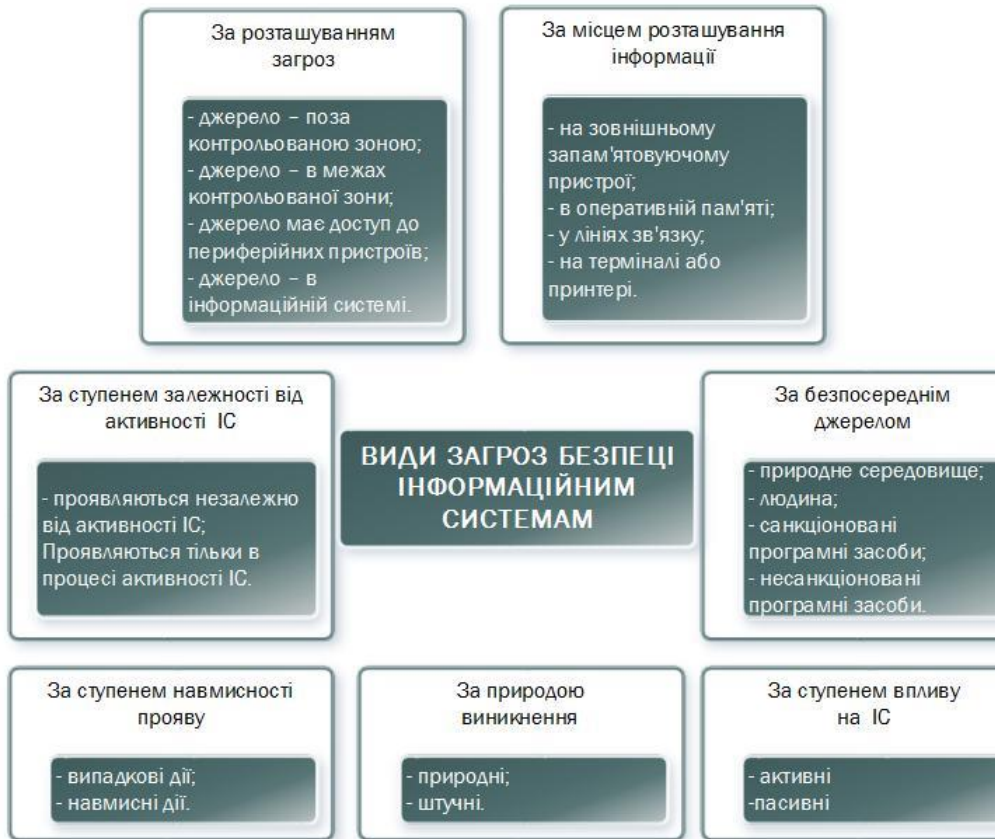 За розташуванням
загроз
- джерело – поза
контрольованою зоною;
- джерело – в межах
контрольованої зони;
- джерело має доступ до
периферійних пристроїв;
- джерело – в
інформаційній системі.
За місцем розташування
інформації
- на зовнішньому
запам'ятовуючому
пристрої;
- в оперативній пам'яті;
- у лініях зв'язку;
- на терміналі або
принтері.
За ступенем залежності від
активності ІС
- проявляються незалежно
від активності ІС;
Проявляються тільки в
процесі активності ІС.
ВИДИ ЗАГРОЗ БЕЗПЕЦІ
ІНФОРМАЦІЙНИМ
СИСТЕМАМ
За безпосереднім
джерелом
- природне середовище;
- людина;
- санкціоновані
програмні засоби;
- несанкціоновані
програмні засоби.
За ступенем навмисності
прояву
- випадкові дії;
- навмисні дії.
За природою
виникнення
- природні;
- штучні.
За ступенем впливу
на ІС
- активні
-пасивні